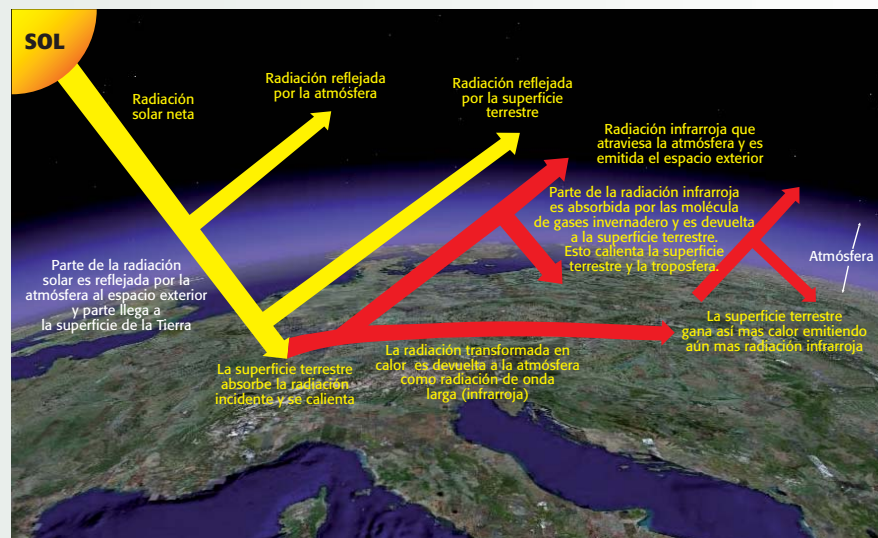 SOL
Radiación
solar neta
Radiación reflejada
por la atmósfera
Radiación reflejada
por la superficie
terrestre
Radiación infrarroja que
atraviesa la atmósfera y es
emitida el espacio exterior
Parte de la radiación infrarroja
es absorbida por las molécula
de gases invernadero y es devuelta
a la superficie terrestre.
Esto calienta la superficie
terrestre y la troposfera.
Atmósfera
Parte de la radiación
solar es reflejada por la
atmósfera al espacio exterior
y parte llega a
la superficie de la Tierra
La superficie terrestre
gana así mas calor emitiendo
aún mas radiación infrarroja
La superficie terrestre
absorbe la radiación
incidente y se calienta
La radiación transformada en
calor es devuelta a la atmósfera
como radiación de onda
larga (infrarroja)